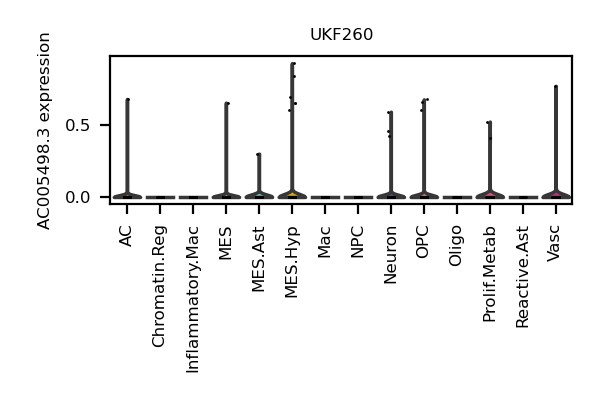 UKF260
AC005498.3 expression
0.5
0.0
AC
Chromatin.Reg
Inflammatory.Mac
MES
MES.Ast
MES.Hyp
Mac
NPC
Neuron
OPC
Oligo
Prolif.Metab
Reactive.Ast
Vasc